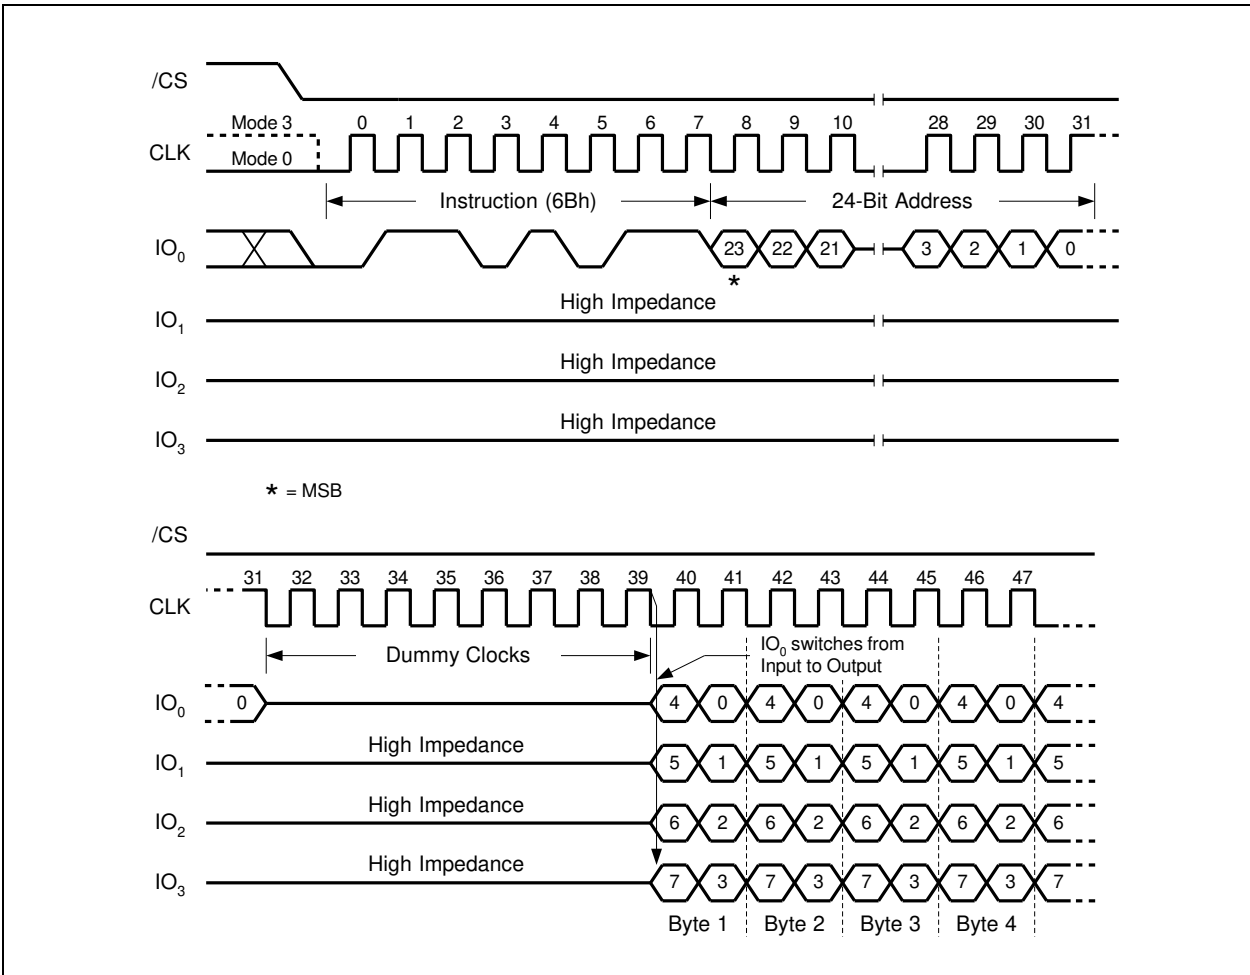 /CS
Mode 3 0 1 2 3 4 5 6 7 8 9 10 28 29 30 31
CLK
Mode 0
Instruction (6Bh) 24-Bit Address
IO0 23 22 21 3 2 1 0
*
High Impedance
IO1
High Impedance
IO2
High Impedance
IO3
* = MSB
/CS
31 32 33 34 35 36 37 38 39 40 41 42 43 44 45 46 47
CLK
Dummy Clocks
IO0 switches from
Input to Output
IO0 0 4 0 4 0 4 0 4 0 4
High Impedance
IO1 5 1 5 1 5 1 5 1 5
High Impedance
IO2 6 2 6 2 6 2 6 2 6
High Impedance
IO3 7 3 7 3 7 3 7 3 7
Byte 1 Byte 2 Byte 3 Byte 4